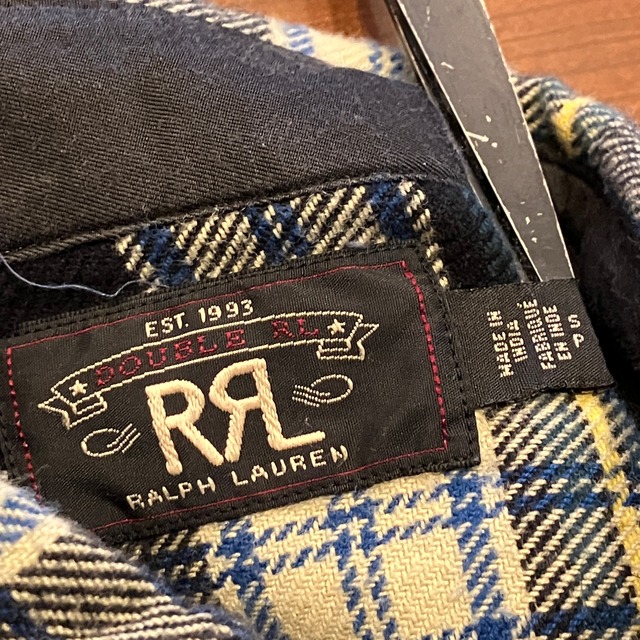 EST. 1993
DOUBLE RL
RRL
RALPH LAUREN
MADE IN
INDIA
FABRIQUÉ
EN INDE
S
P